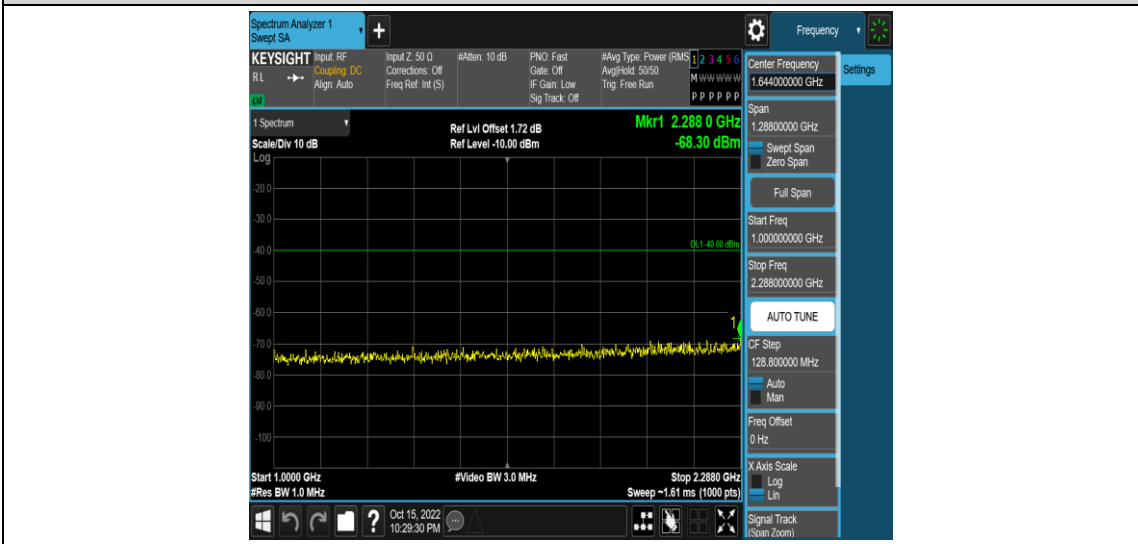 Spectrum Analyzer 1
Swept SA
+
Frequency
KEYSIGHT
RL
LXI
Input: RF
Coupling: DC
Align: Auto
Input Z: 50 Ω
Corrections: Off
Freq Ref: Int (S)
#Atten: 10 dB
PNO: Fast
Gate: Off
IF Gain: Low
Sig Track: Off
#Avg Type: Power (RMS
Avg|Hold: 50/50
Trig: Free Run
1 2 3 4 5 6
M W W W W W
P P P P P P
1 Spectrum
Scale/Div 10 dB
Log
Ref Lvl Offset 1.72 dB
Ref Level -10.00 dBm
Mkr1 2.288 0 GHz
-68.30 dBm
-20.0
-30.0
-40.0
DL1 -40.00 dBm
-50.0
-60.0
1
-70.0
-80.0
-90.0
-100
Start 1.0000 GHz
#Res BW 1.0 MHz
#Video BW 3.0 MHz
Stop 2.2880 GHz
Sweep ~1.61 ms (1000 pts)
Center Frequency
1.644000000 GHz
Settings
Span
1.28800000 GHz
Swept Span
Zero Span
Full Span
Start Freq
1.000000000 GHz
Stop Freq
2.288000000 GHz
AUTO TUNE
CF Step
128.800000 MHz
Auto
Man
Freq Offset
0 Hz
X Axis Scale
Log
Lin
Signal Track
(Span Zoom)
?
Oct 15, 2022
10:29:30 PM